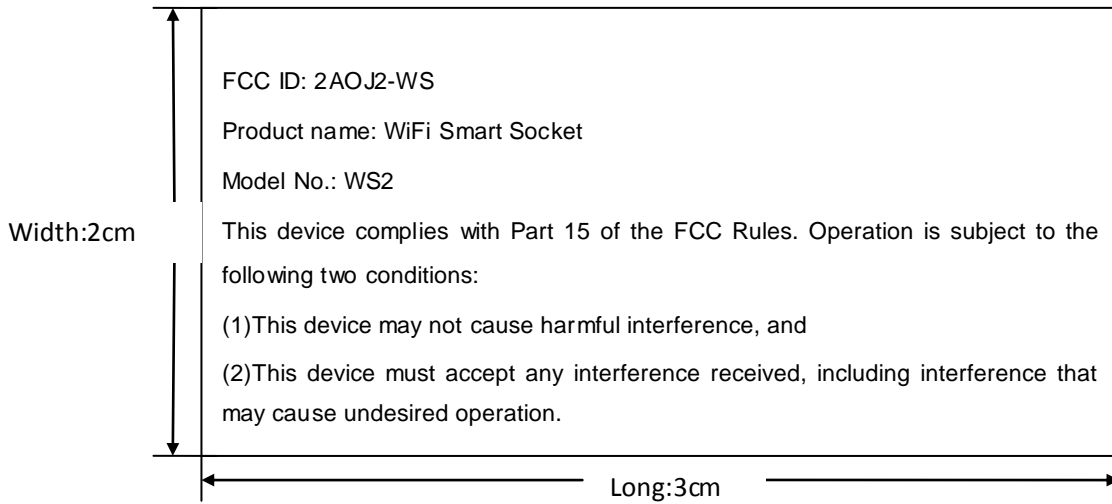 FCC ID: 2AOJ2-WS
Product name: WiFi Smart Socket
Model No.: WS2
Width:2cm
This device complies with Part 15 of the FCC Rules. Operation is subject to the
following two conditions:
(1)This device may not cause harmful interference, and
(2)This device must accept any interference received, including interference that
may cause undesired operation.
Long:3cm